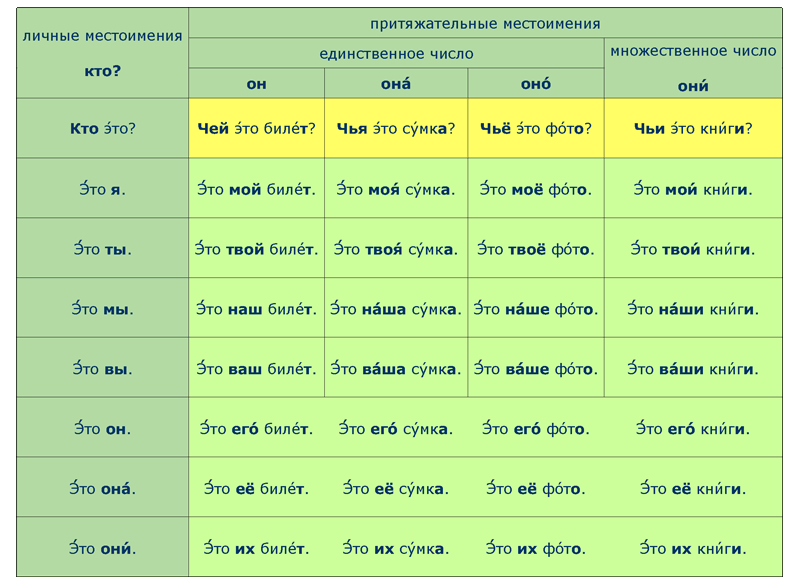 личные местоимения
кто?
притяжательные местоимения
единственное число
множественное число
они́
он она́ оно́
Кто э́то? Чей э́то биле́т? Чья э́то су́мка? Чьё э́то фо́то? Чьи э́то кни́ги?
Э́то я. Э́то мой биле́т. Э́то моя́ су́мка. Э́то моё фо́то. Э́то мои́ кни́ги.
Э́то ты. Э́то твой биле́т. Э́то твоя́ су́мка. Э́то твоё фо́то. Э́то твои́ кни́ги.
Э́то мы. Э́то наш биле́т. Э́то на́ша су́мка. Э́то на́ше фо́то. Э́то на́ши кни́ги.
Э́то вы. Э́то ваш биле́т. Э́то ва́ша су́мка. Э́то ва́ше фо́то. Э́то ва́ши кни́ги.
Э́то он. Э́то его́ биле́т. Э́то его́ су́мка. Э́то его́ фо́то. Э́то его́ кни́ги.
Э́то она́. Э́то её биле́т. Э́то её су́мка. Э́то её фо́то. Э́то её кни́ги.
Э́то они́. Э́то их биле́т. Э́то их су́мка. Э́то их фо́то. Э́то их кни́ги.